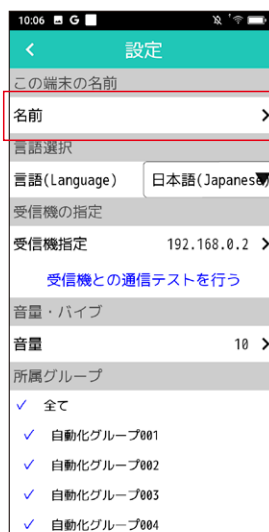 10:06 G
設定
この端末の名前
名前
言語選択
言語(Language) 日本語(Japanese)
受信機の指定
受信機指定 192.168.0.2
受信機との通信テストを行う
音量・バイブ
音量 10
所属グループ
全て
自動化グループ001
自動化グループ002
自動化グループ003
自動化グループ004